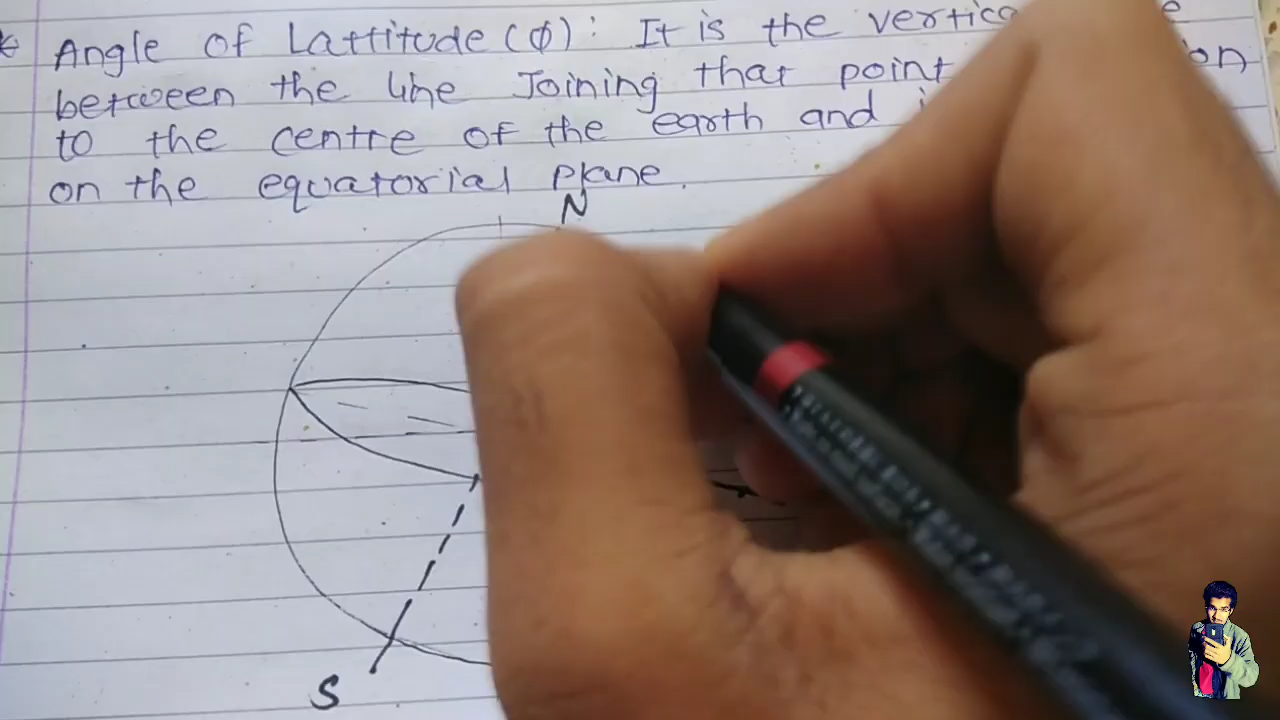 Angle of Lattitude (ϕ): It is the
between the line Joining that point
to the centre of the earth and
on the equatorial plane.
N
S